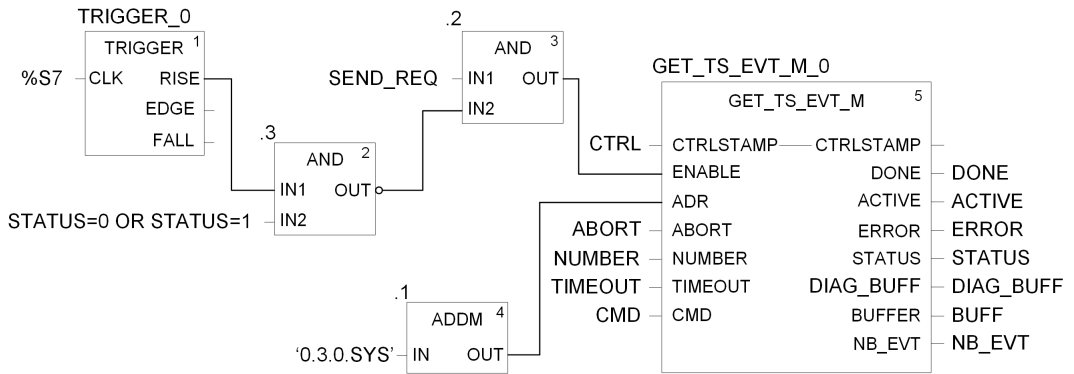 TRIGGER_0
TRIGGER 1
%S7 CLK RISE
EDGE
FALL
.3
AND 2
IN1 OUT
STATUS=0 OR STATUS=1 IN2
.2
AND 3
SEND_REQ IN1 OUT
IN2
.1
ADDM 4
‘0.3.0.SYS’ IN OUT
GET_TS_EVT_M_0
GET_TS_EVT_M 5
CTRL CTRLSTAMP CTRLSTAMP
ENABLE DONE DONE
ADR ACTIVE ACTIVE
ABORT ABORT ERROR ERROR
NUMBER NUMBER STATUS STATUS
TIMEOUT TIMEOUT DIAG_BUFF DIAG_BUFF
CMD CMD BUFFER BUFF
NB_EVT NB_EVT